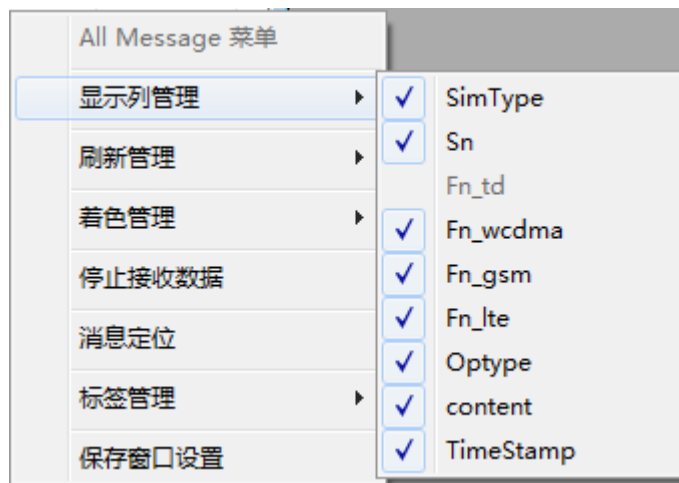 All Message 菜单
显示列管理
刷新管理
着色管理
停止接收数据
消息定位
标签管理
保存窗口设置
SimType
Sn
Fn_td
Fn_wcdma
Fn_gsm
Fn_lte
Optype
content
TimeStamp